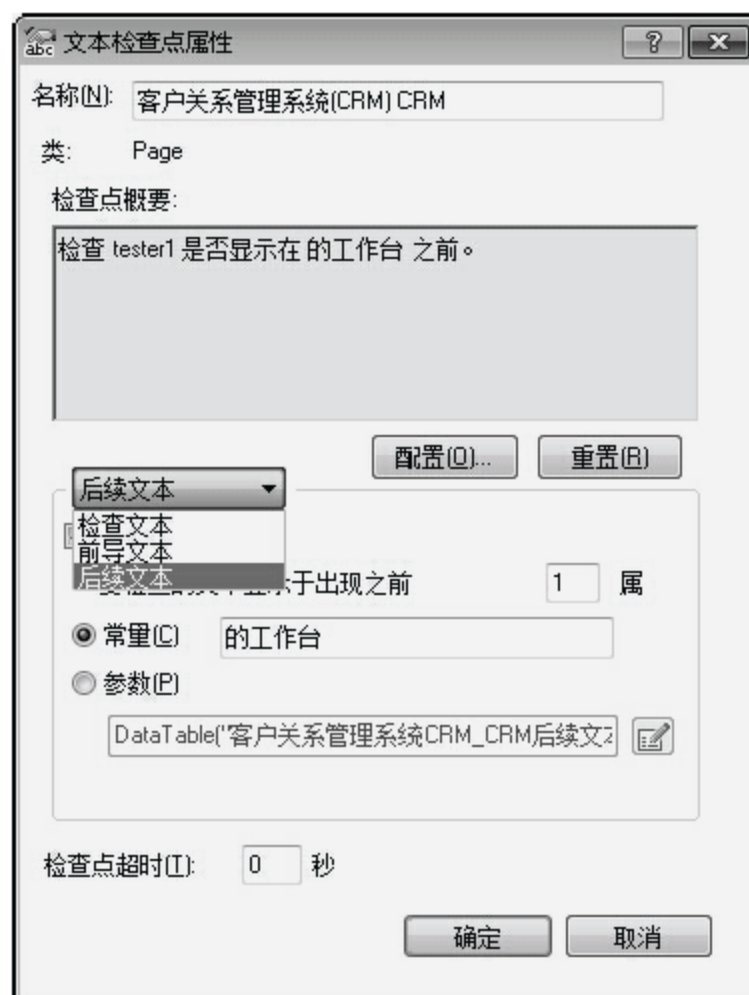 文本检查点属性
名称(N): 客户关系管理系统(CRM) CRM
类: Page
检查点概要:
检查 tester1 是否显示在 的工作台 之前。
配置(O)... 重置(R)
后续文本
检查文本
前导文本
后续文本
于出现之前 1 属
常量(C) 的工作台
参数(P)
DataTable("客户关系管理系统CRM_CRM后续文
检查点超时(T): 0 秒
确定 取消